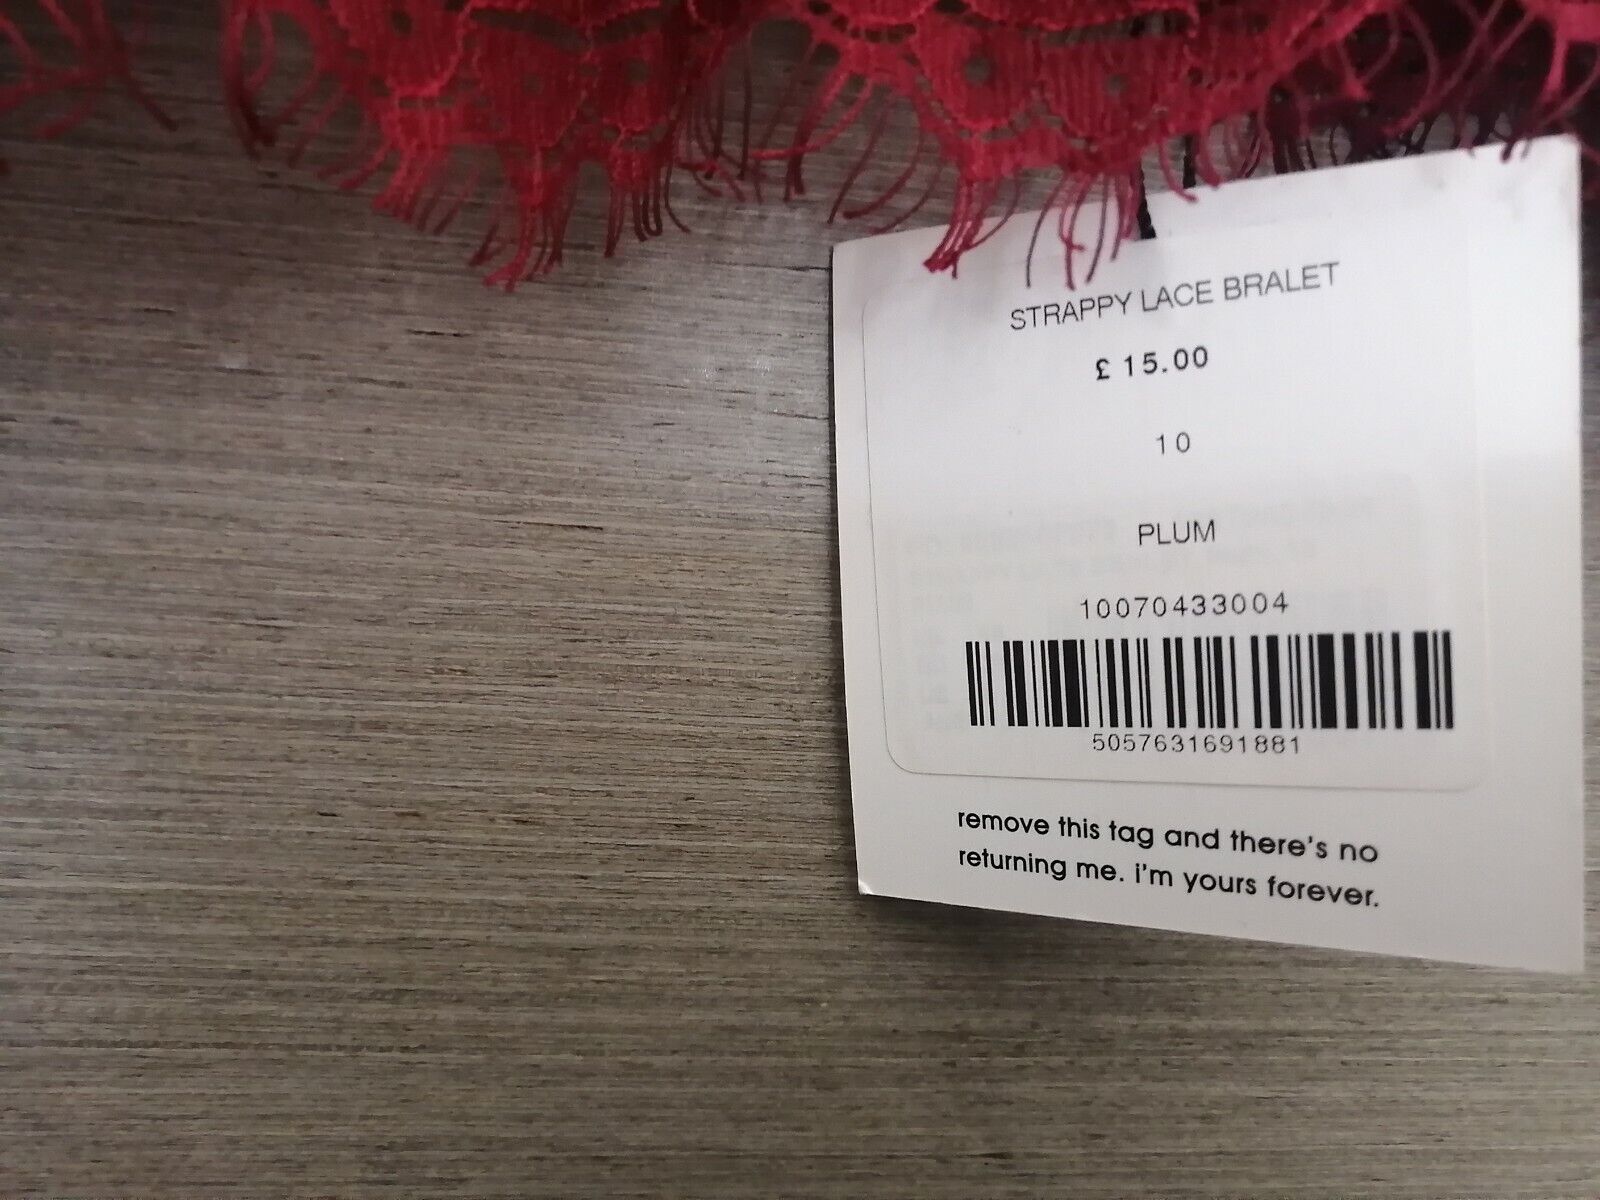 STRAPPY LACE BRALET
£ 15.00
10
PLUM
10070433004
5057631691881
remove this tag and there's no
returning me. i'm yours forever.